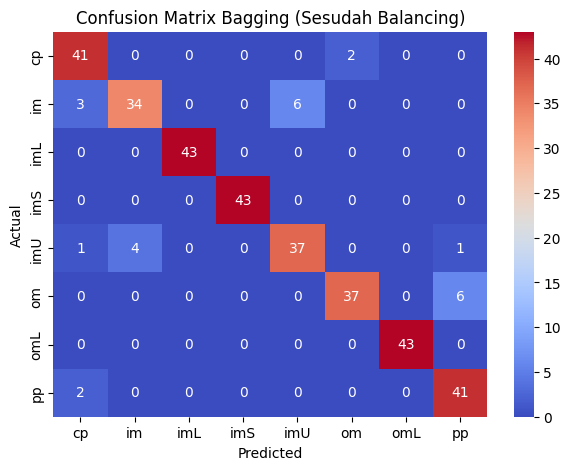 Confusion Matrix Bagging (Sesudah Balancing)
cp 41 0 0 0 0 2 0 0
im 3 34 0 0 6 0 0 0
imL 0 0 43 0 0 0 0 0
imS 0 0 0 43 0 0 0 0
imU 1 4 0 0 37 0 0 1
om 0 0 0 0 0 37 0 6
omL 0 0 0 0 0 0 43 0
pp 2 0 0 0 0 0 0 41
cp im imL imS imU om omL pp
Predicted
Actual
40
35
30
25
20
15
10
5
0